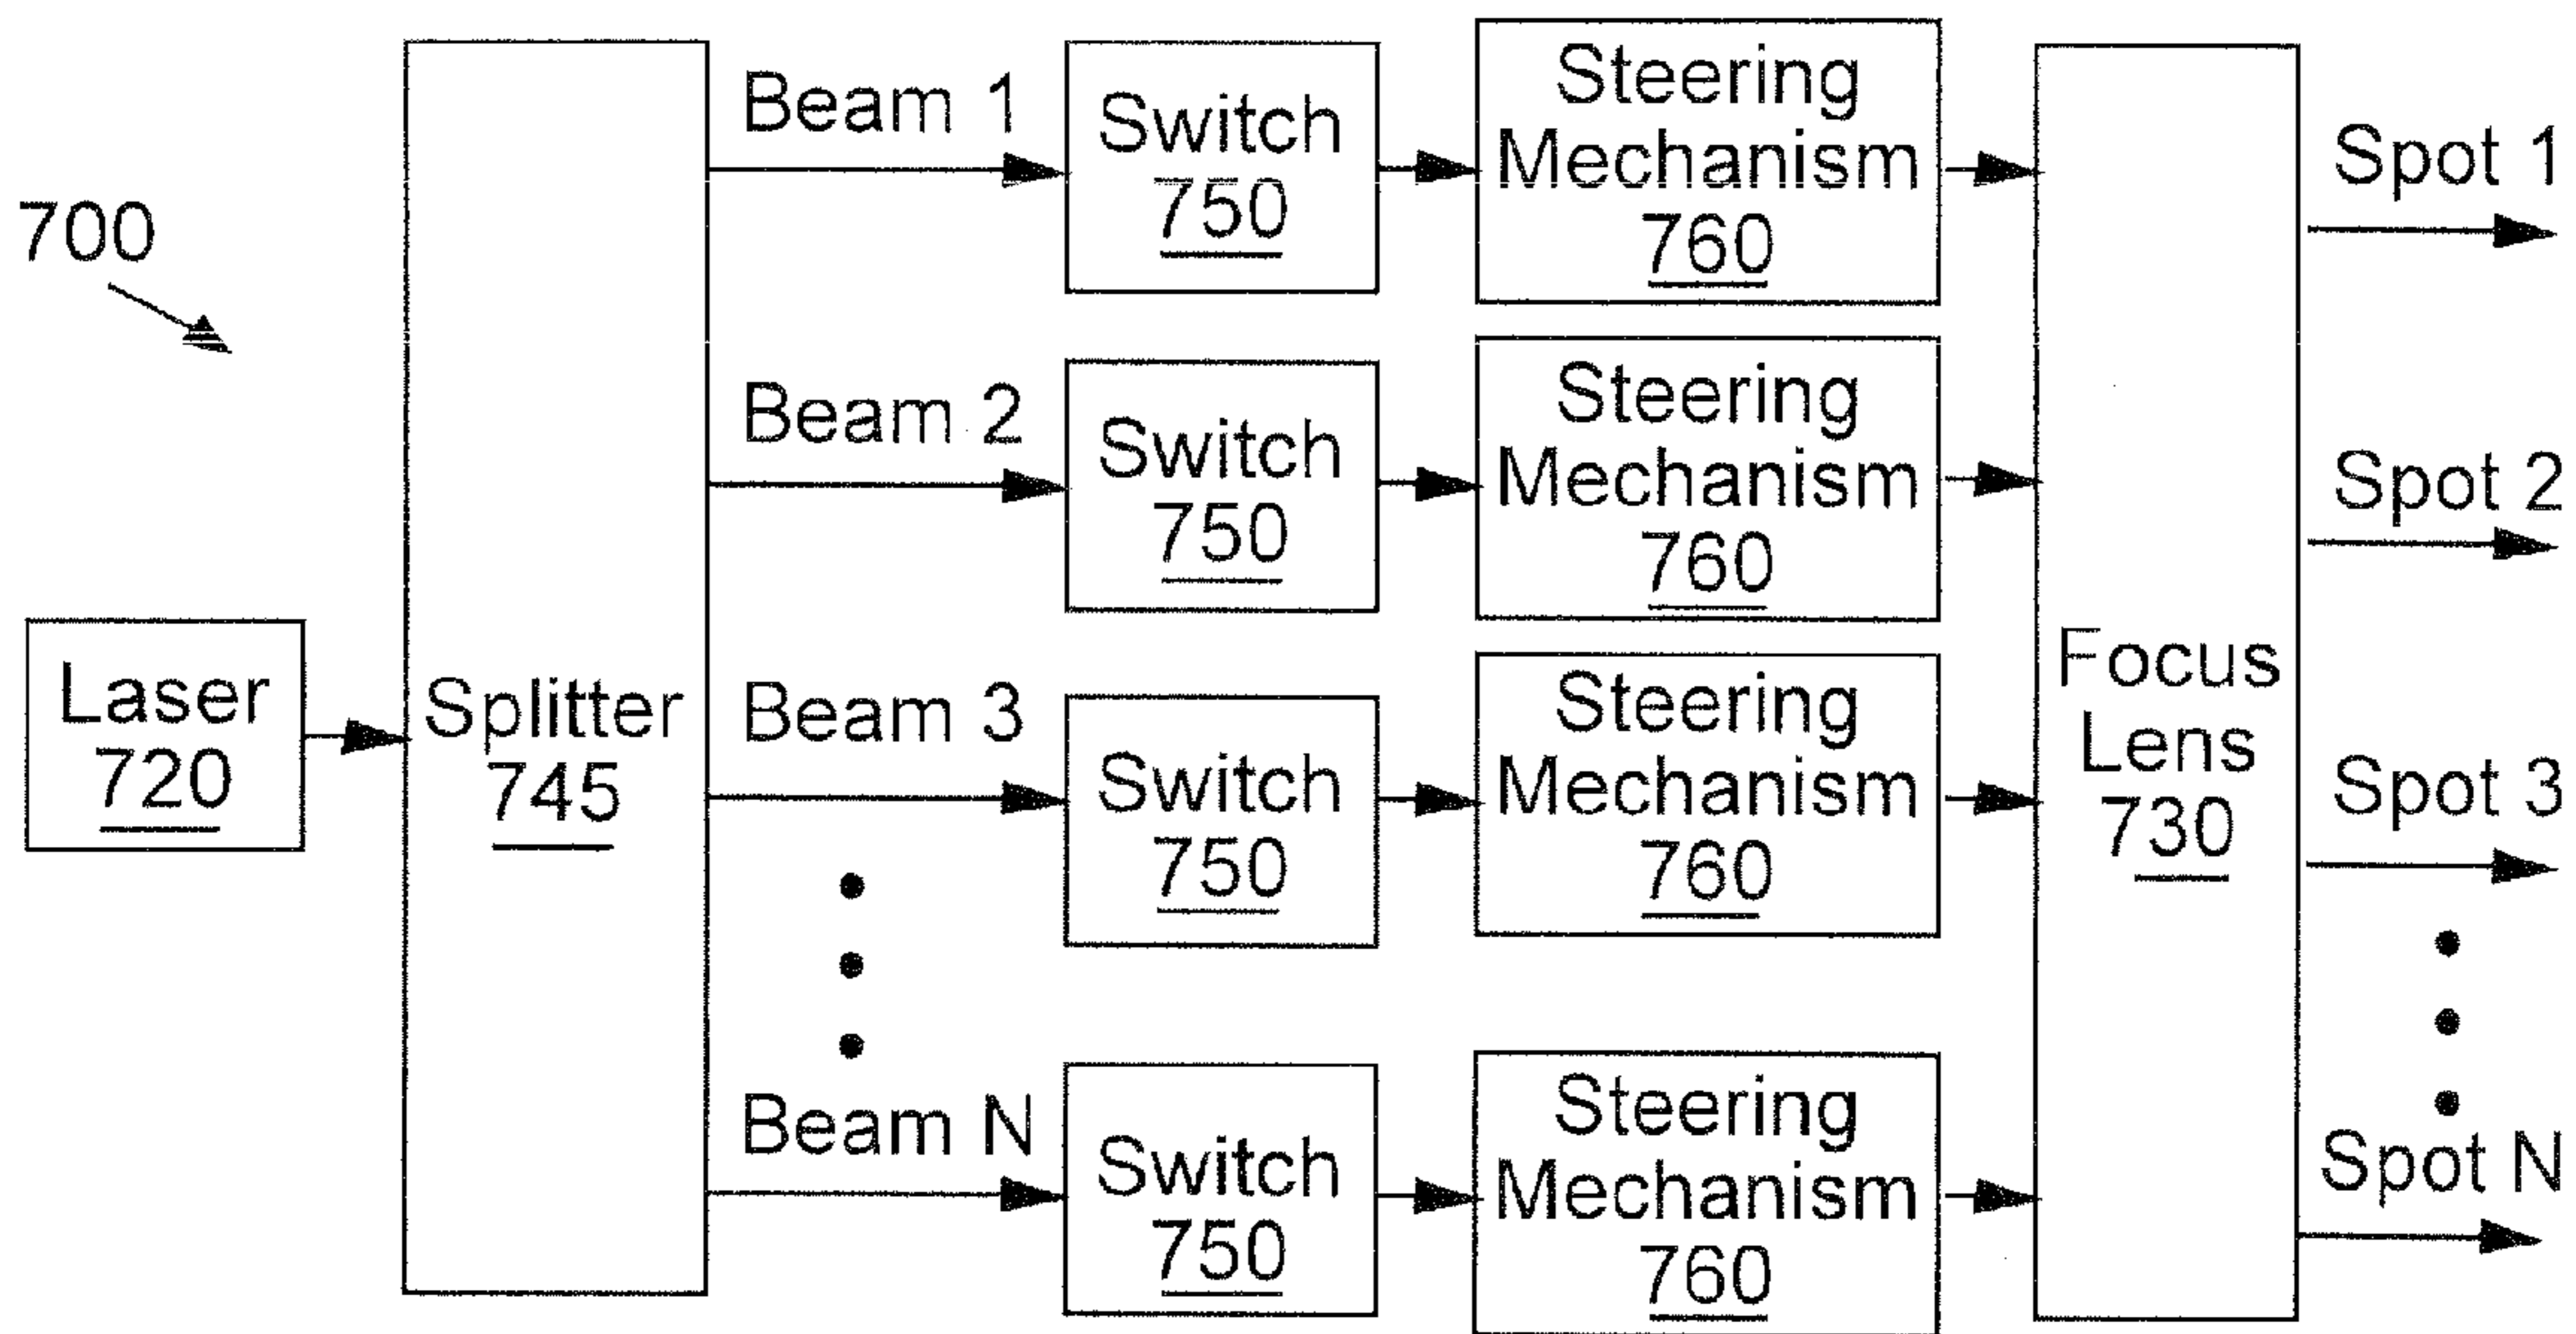 700
Laser
720
Splitter
745
Beam 1
Switch
750
Steering
Mechanism
760
Beam 2
Switch
750
Steering
Mechanism
760
Beam 3
Switch
750
Steering
Mechanism
760
Beam N
Switch
750
Steering
Mechanism
760
Focus
Lens
730
Spot 1
Spot 2
Spot 3
Spot N